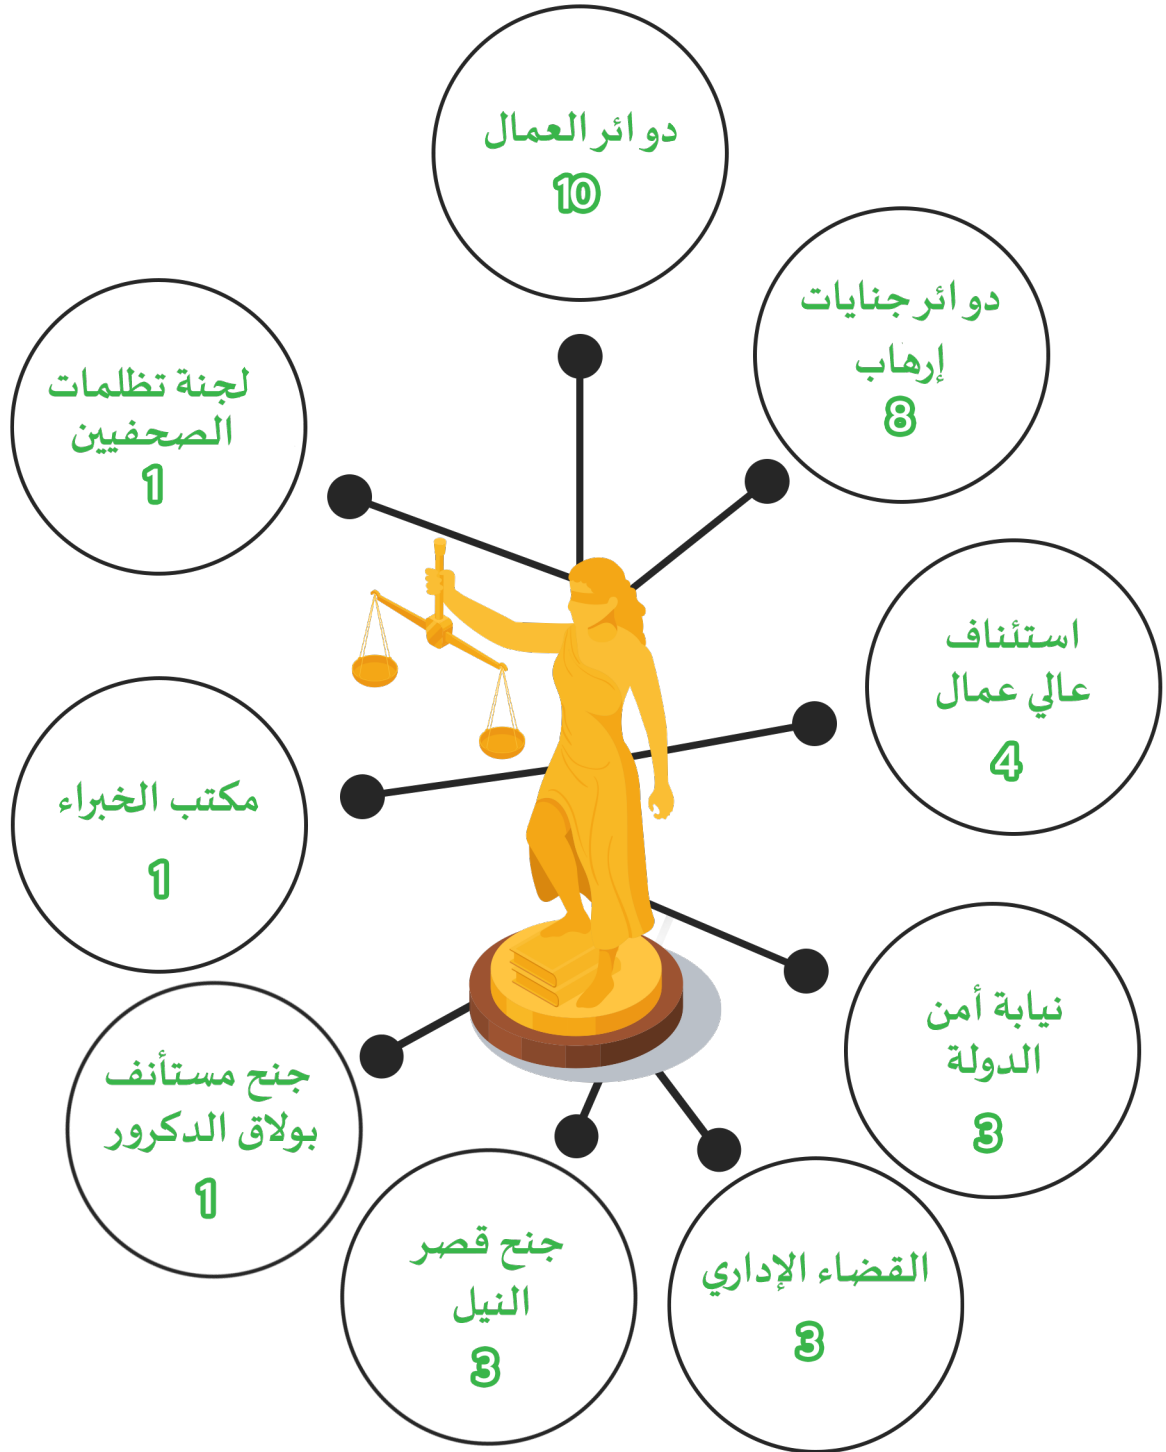 دوائر العمال
10
دوائر جنايات
إرهاب
8
استئناف
عالي عمال
4
نيابة أمن
الدولة
3
القضاء الإداري
3
جنح قصر
النيل
3
جنح مستأنف
بولاق الدكرور
1
مكتب الخبراء
1
لجنة تظلمات
الصحفيين
1